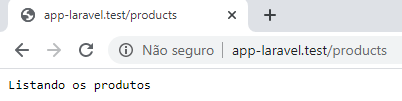 app-laravel.test/products
Não seguro | app-laravel.test/products
Listando os produtos